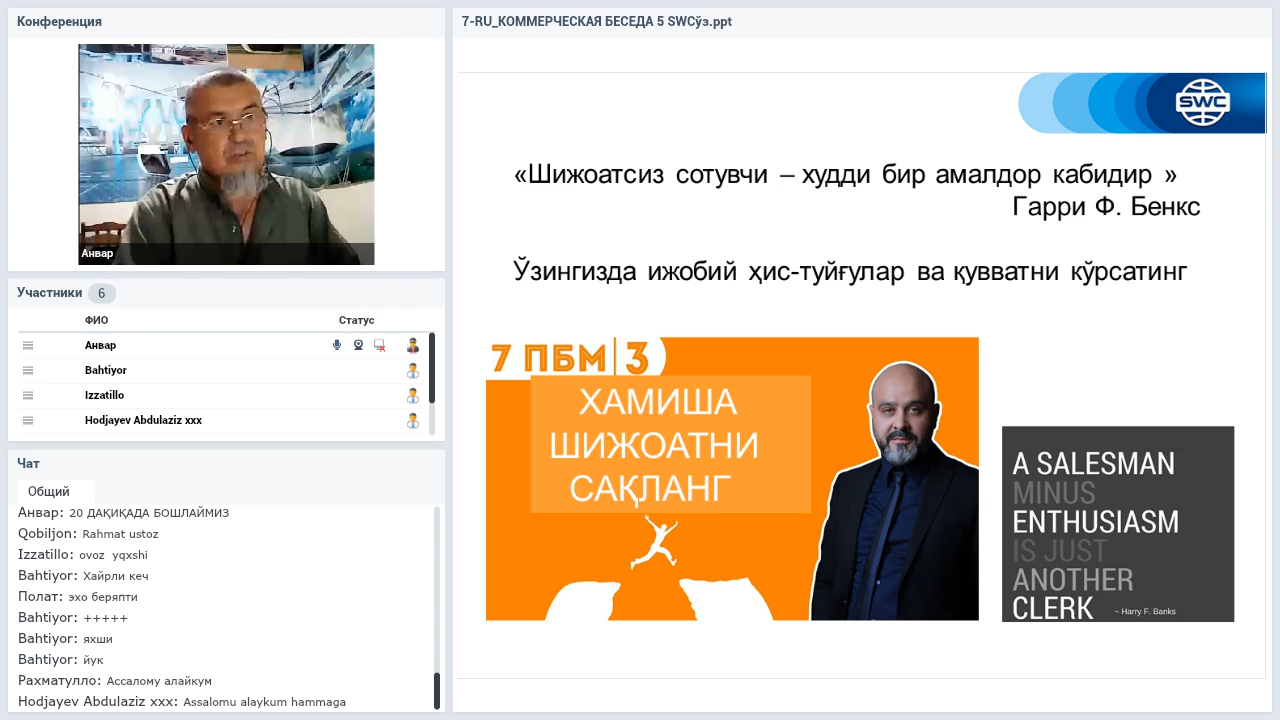 Конференция
Анвар
Участники 6
ФИО Статус
Анвар
Bahtiyor
Izzatillo
Hodjayev Abdulaziz xxx
Чат
Общий
Анвар: 20 ДАҚИҚАДА БОШЛАЙМИЗ
Qobiljon: Rahmat ustoz
Izzatillo: ovoz yqxshi
Bahtiyor: Хайрли кеч
Полат: эхо беряпти
Bahtiyor: +++++
Bahtiyor: яхши
Bahtiyor: йук
Рахматулло: Ассалому алайкум
Hodjayev Abdulaziz xxx: Assalomu alaykum hammaga
7-RU_КОММЕРЧЕСКАЯ БЕСЕДА 5 SWCўз.ppt
SWC
«Шижоатсиз сотувчи – худди бир амалдор кабидир »
Гарри Ф. Бенкс
Ўзингизда ижобий ҳис-туйғулар ва қувватни кўрсатинг
7 ПБМ 3
ХАМИША
ШИЖОАТНИ
САҚЛАНГ
A SALESMAN
MINUS
ENTHUSIASM
IS JUST
ANOTHER
CLERK ~ Harry F. Banks